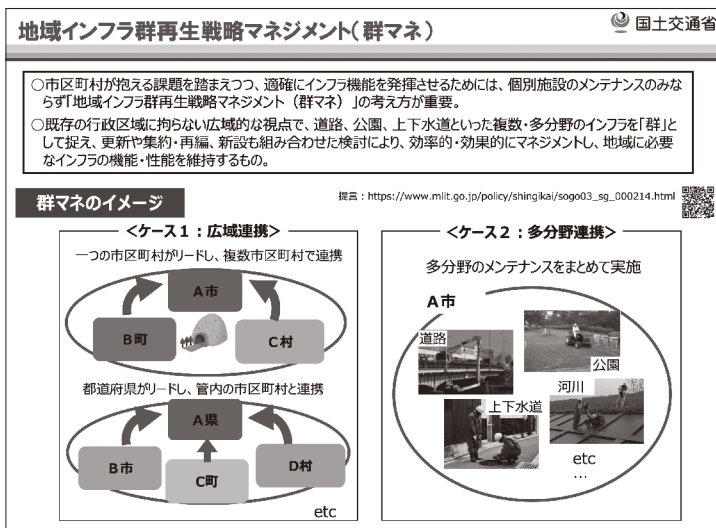 地域インフラ群再生戦略マネジメント(群マネ)
国土交通省
○市区町村が抱える課題を踏まえつつ、適確にインフラ機能を発揮させるためには、個別施設のメンテナンスのみな
らず「地域インフラ群再生戦略マネジメント(群マネ)」の考え方が重要。
○既存の行政区域に拘らない広域的な視点で、道路、公園、上下水道といった複数・多分野のインフラを「群」と
して捉え、更新や集約・再編、新設も組み合わせた検討により、効率的・効果的にマネジメントし、地域に必要
なインフラの機能・性能を維持するもの。
群マネのイメージ
提言:https://www.mlit.go.jp/policy/shingikai/sogo03_sg_000214.html
<ケース1:広域連携>
一つの市区町村がリードし、複数市区町村で連携
A市
B町
C村
都道府県がリードし、管内の市区町村と連携
A県
B市
C町
D村
etc
<ケース2:多分野連携>
多分野のメンテナンスをまとめて実施
A市
道路
公園
上下水道
河川
etc
…